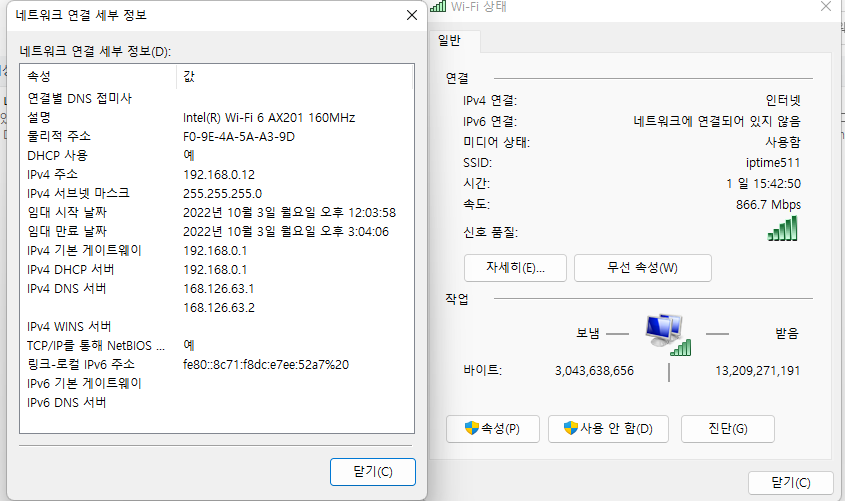 네트워크 연결 세부 정보
네트워크 연결 세부 정보(D):
속성 값
연결별 DNS 접미사
설명 Intel(R) Wi-Fi 6 AX201 160MHz
물리적 주소 F0-9E-4A-5A-A3-9D
DHCP 사용 예
IPv4 주소 192.168.0.12
IPv4 서브넷 마스크 255.255.255.0
임대 시작 날짜 2022년 10월 3일 월요일 오후 12:03:58
임대 만료 날짜 2022년 10월 3일 월요일 오후 3:04:06
IPv4 기본 게이트웨이 192.168.0.1
IPv4 DHCP 서버 192.168.0.1
IPv4 DNS 서버 168.126.63.1
168.126.63.2
IPv4 WINS 서버
TCP/IP를 통해 NetBIOS ... 예
링크-로컬 IPv6 주소 fe80::8c71:f8dc:e7ee:52a7%20
IPv6 기본 게이트웨이
IPv6 DNS 서버
닫기(C)
Wi-Fi 상태
일반
연결
IPv4 연결: 인터넷
IPv6 연결: 네트워크에 연결되어 있지 않음
미디어 상태: 사용함
SSID: iptime511
시간: 1 일 15:42:50
속도: 866.7 Mbps
신호 품질:
자세히(E)... 무선 속성(W)
작업
보냄 받음
바이트: 3,043,638,656 13,209,271,191
속성(P) 사용 안 함(D) 진단(G)
닫기(C)